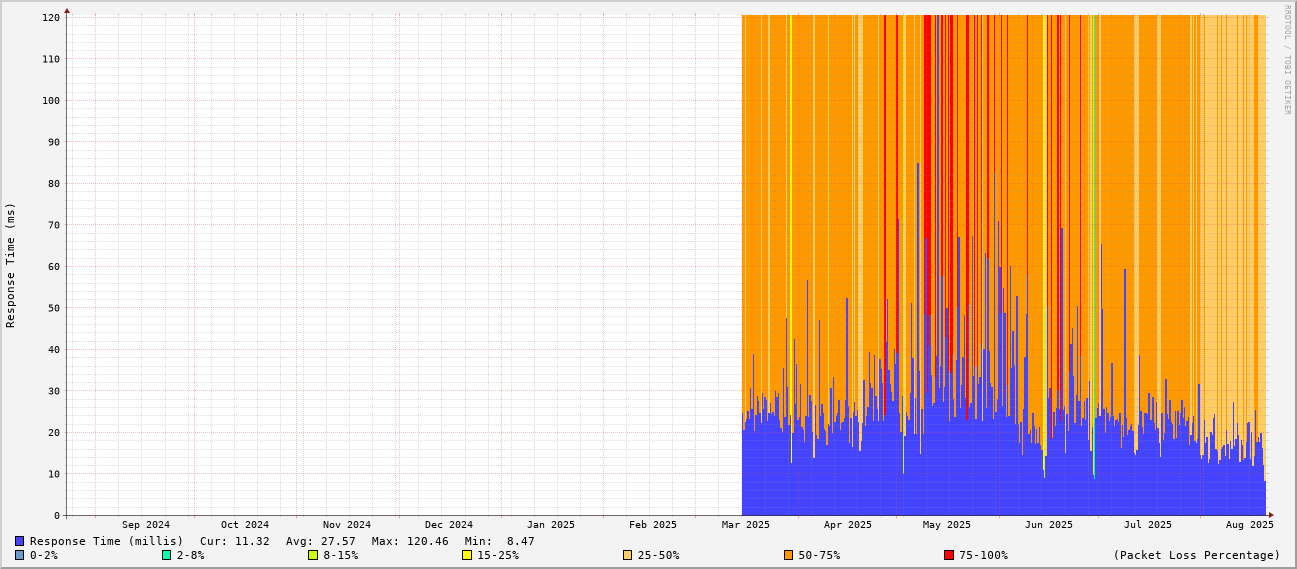 120
110
100
90
80
70
60
50
40
30
20
10
0
Response Time (ms)
RRDTOOL / TOBI OETIKER
Sep 2024 Oct 2024 Nov 2024 Dec 2024 Jan 2025 Feb 2025 Mar 2025 Apr 2025 May 2025 Jun 2025 Jul 2025 Aug 2025
Response Time (millis) Cur: 11.32 Avg: 27.57 Max: 120.46 Min: 8.47
0-2% 2-8% 8-15% 15-25% 25-50% 50-75% 75-100% (Packet Loss Percentage)